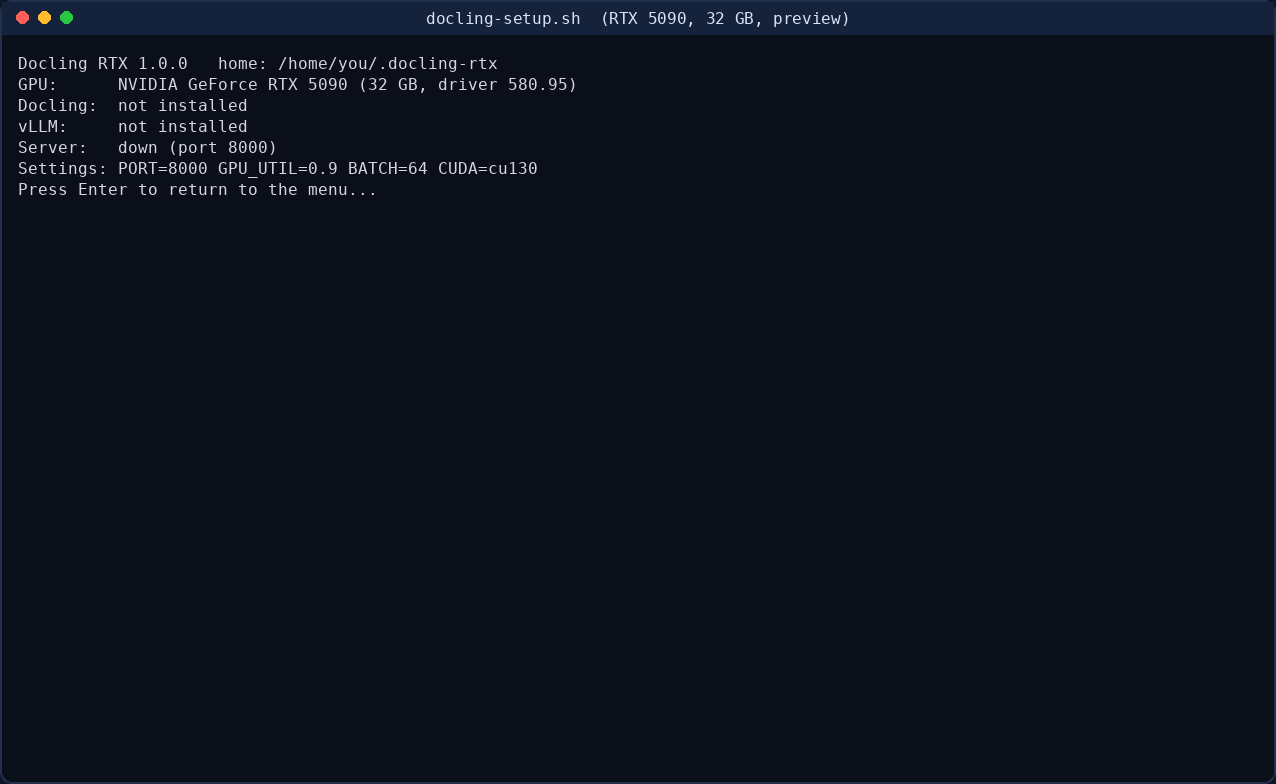 docling-setup.sh  (RTX 5090, 32 GB, preview)
Docling RTX 1.0.0   home: /home/you/.docling-rtx
GPU:      NVIDIA GeForce RTX 5090 (32 GB, driver 580.95)
Docling:  not installed
vLLM:     not installed
Server:   down (port 8000)
Settings: PORT=8000 GPU_UTIL=0.9 BATCH=64 CUDA=cu130
Press Enter to return to the menu...